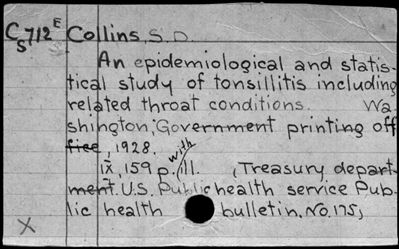 C₅712ᴱ Collins, S.D.
An epidemiological and statis-
tical study of tonsillitis including
related throat conditions. Wa-
shington, Government printing off
fice, 1928.
ix, 159 p. with ill. (Treasury depart-
ment. U.S. Public health service Pub-
lic health bulletin. No. 175)
X